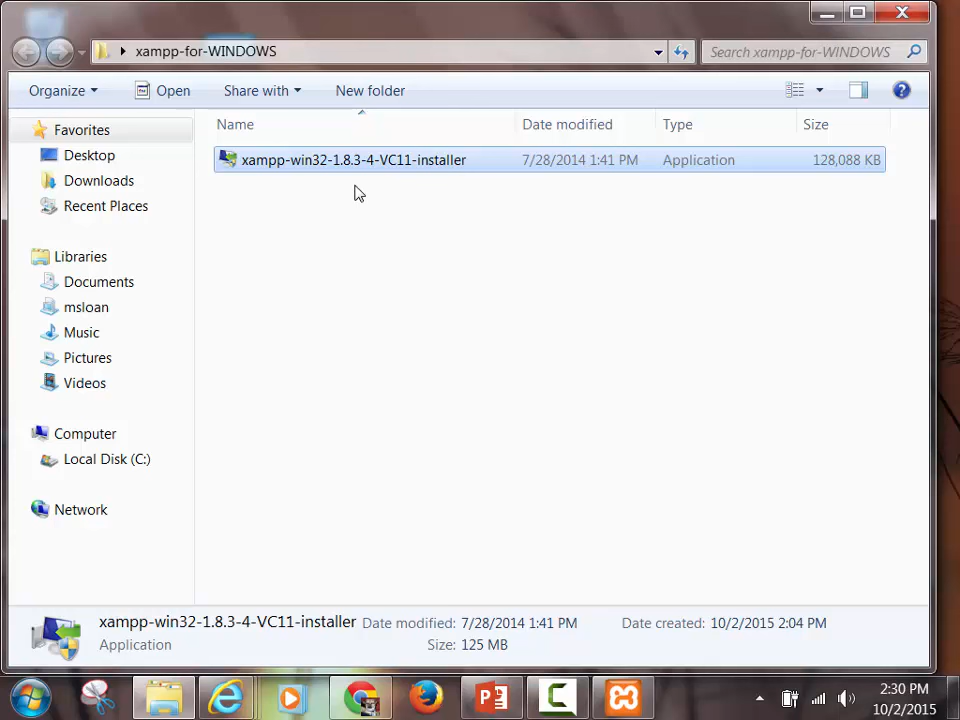 xampp-for-WINDOWS
Search xampp-for-WINDOWS
Organize Open Share with New folder
Name Date modified Type Size
xampp-win32-1.8.3-4-VC11-installer 7/28/2014 1:41 PM Application 128,088 KB
Favorites
Desktop
Downloads
Recent Places
Libraries
Documents
msloan
Music
Pictures
Videos
Computer
Local Disk (C:)
Network
xampp-win32-1.8.3-4-VC11-installer Date modified: 7/28/2014 1:41 PM Date created: 10/2/2015 2:04 PM
Application Size: 125 MB
2:30 PM
10/2/2015